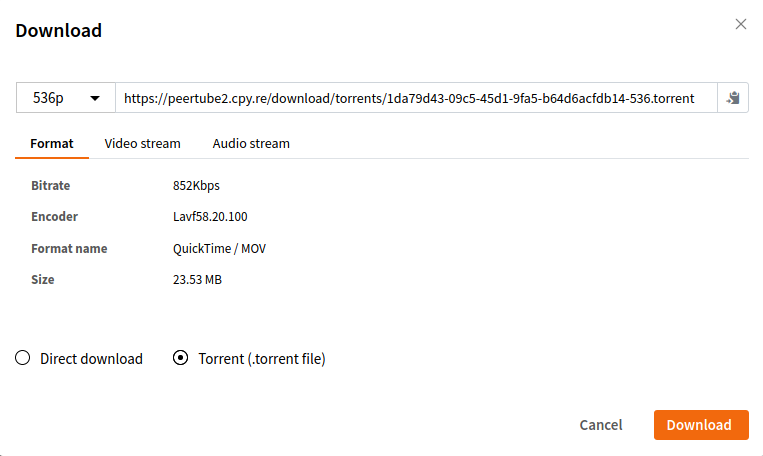 Download
536p https://peertube2.cpy.re/download/torrents/1da79d43-09c5-45d1-9fa5-b64d6acfdb14-536.torrent
Format Video stream Audio stream
Bitrate 852Kbps
Encoder Lavf58.20.100
Format name QuickTime / MOV
Size 23.53 MB
Direct download Torrent (.torrent file)
Cancel Download